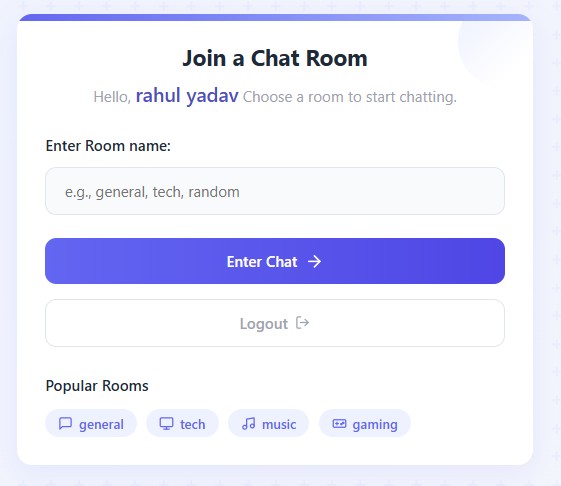 Join a Chat Room
Hello, rahul yadav Choose a room to start chatting.
Enter Room name:
e.g., general, tech, random
Enter Chat
Logout
Popular Rooms
general tech music gaming